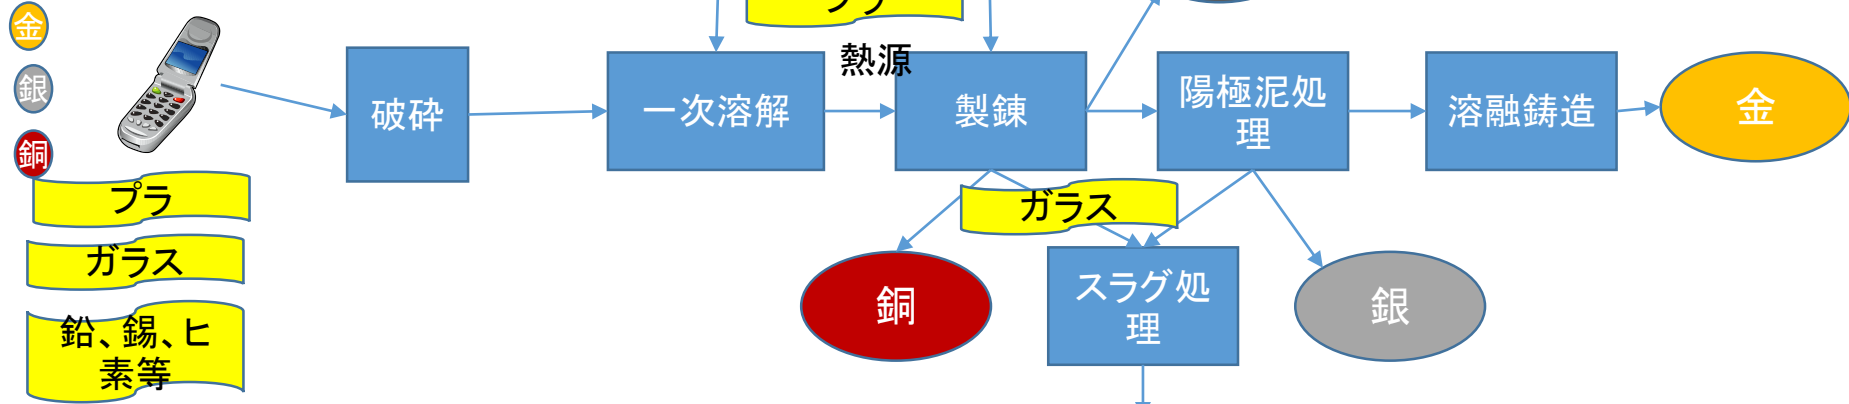 金
銀
銅
プラ
ガラス
鉛、錫、ヒ
素等
破砕
一次溶解
プラ
熱源
製錬
陽極泥処
理
溶融鋳造
金
ガラス
銅
スラグ処
理
銀